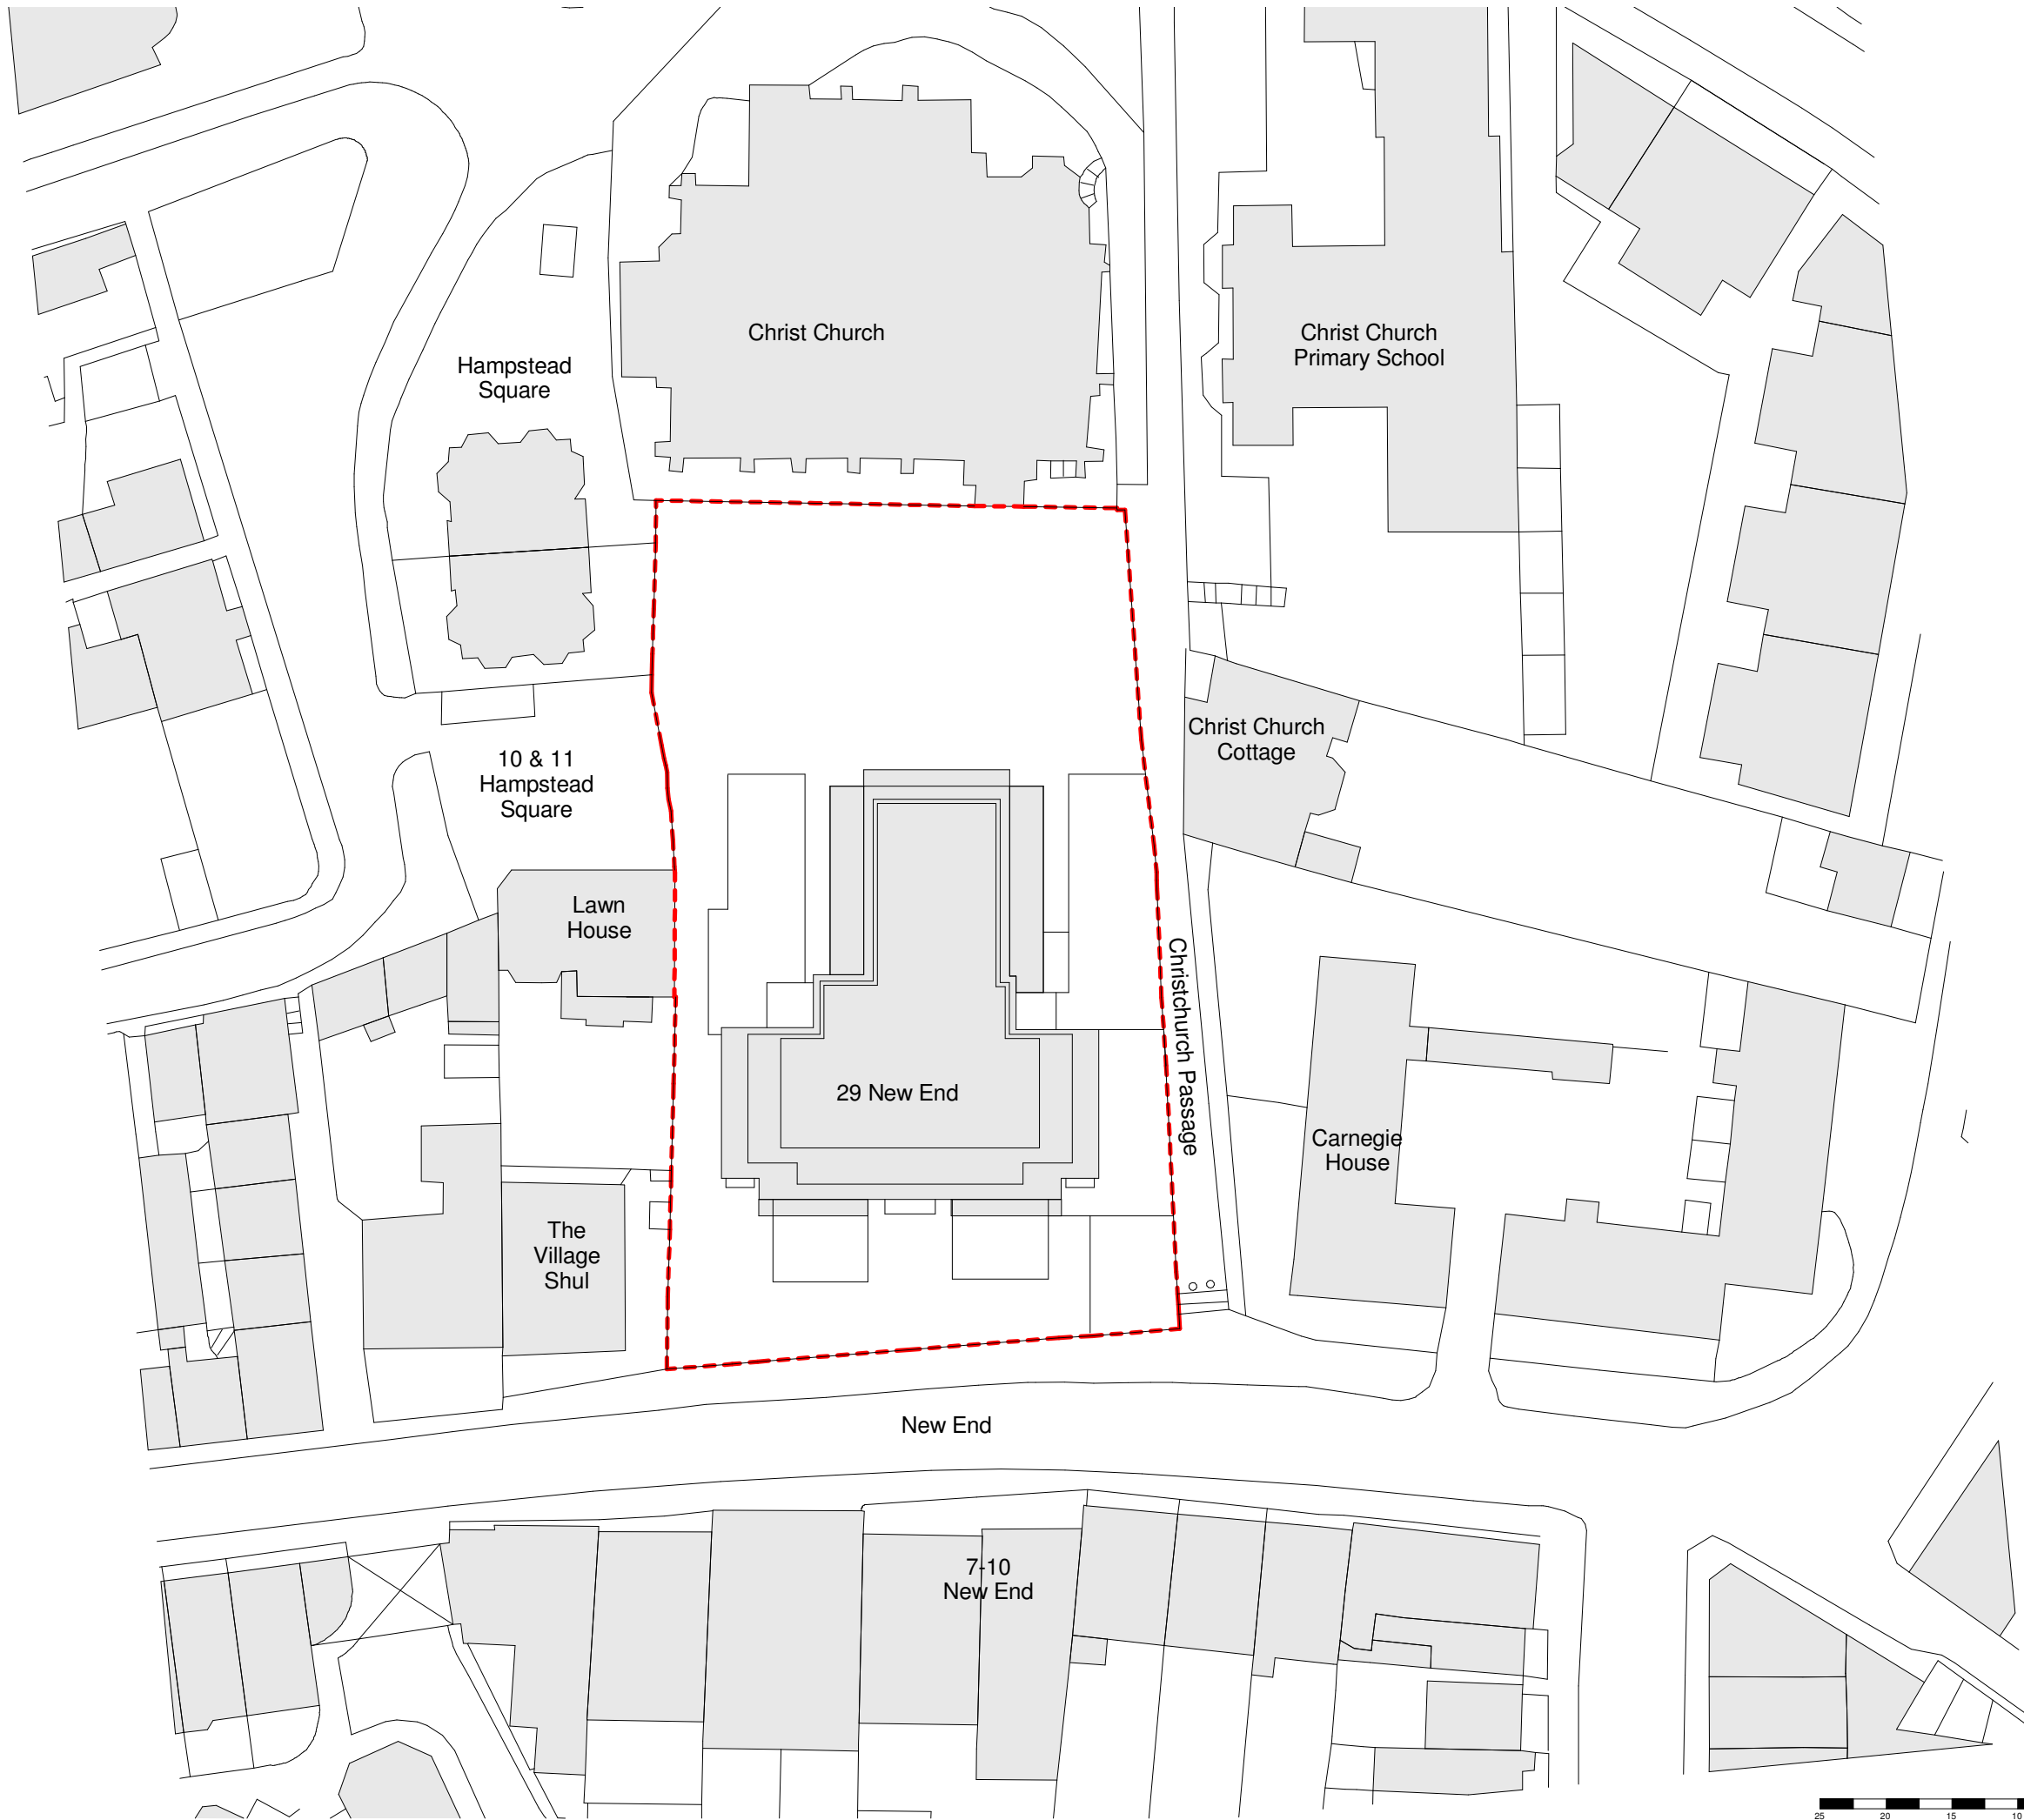 Christ Church
Christ Church
Primary School
Hampstead
Square
Christ Church
Cottage
10 & 11
Hampstead
Square
Lawn
House
Christchurch Passage
29 New End
Carnegie
House
The
Village
Shul
New End
7-10
New End
25 20 15 10